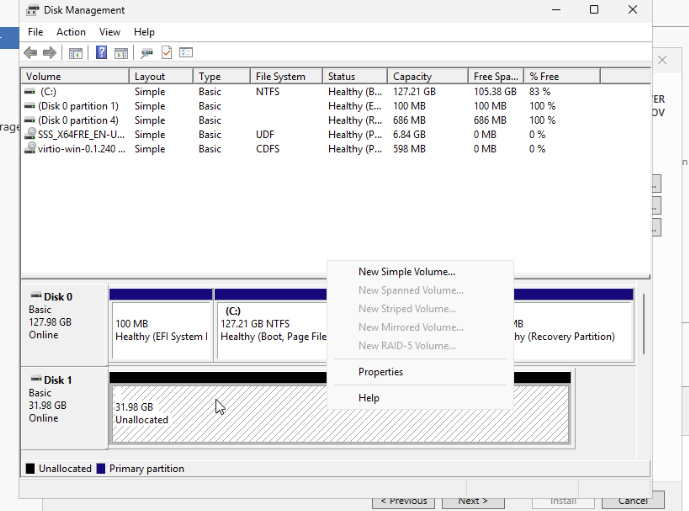 Disk Management
File Action View Help
Volume Layout Type File System Status Capacity Free Spa... % Free
(C:) Simple Basic NTFS Healthy (B... 127.21 GB 105.38 GB 83 %
(Disk 0 partition 1) Simple Basic Healthy (E... 100 MB 100 MB 100 %
(Disk 0 partition 4) Simple Basic Healthy (R... 686 MB 686 MB 100 %
SSS_X64FRE_EN-U... Simple Basic UDF Healthy (P... 6.84 GB 0 MB 0 %
virtio-win-0.1.240 ... Simple Basic CDFS Healthy (P... 598 MB 0 MB 0 %
New Simple Volume...
New Spanned Volume...
New Striped Volume...
New Mirrored Volume...
New RAID-5 Volume...
Properties
Help
Disk 0
Basic
127.98 GB
Online
100 MB
Healthy (EFI System
(C:)
127.21 GB NTFS
Healthy (Boot, Page File
MB
hy (Recovery Partition)
Disk 1
Basic
31.98 GB
Online
31.98 GB
Unallocated
Unallocated Primary partition
< Previous Next > Install Cancel
VER
OV
rage